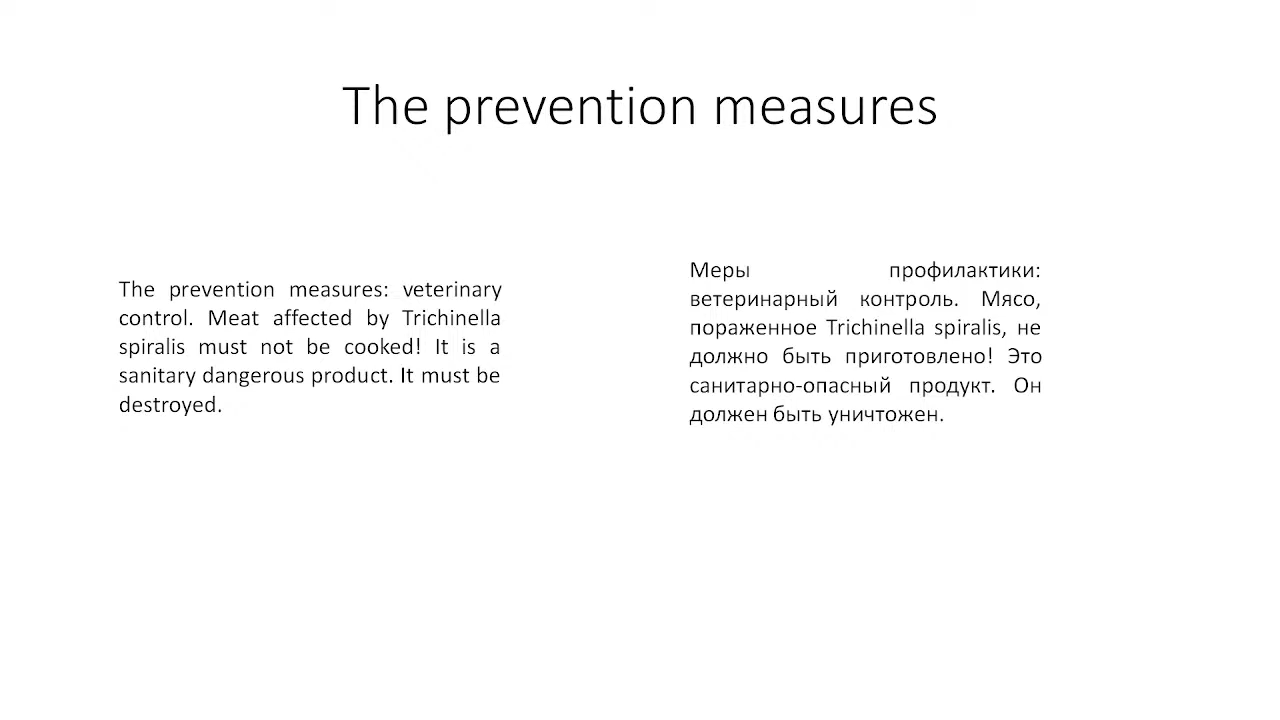 The prevention measures
The prevention measures: veterinary
control. Meat affected by Trichinella
spiralis must not be cooked! It is a
sanitary dangerous product. It must be
destroyed.
Меры профилактики:
ветеринарный контроль. Мясо,
пораженное Trichinella spiralis, не
должно быть приготовлено! Это
санитарно-опасный продукт. Он
должен быть уничтожен.